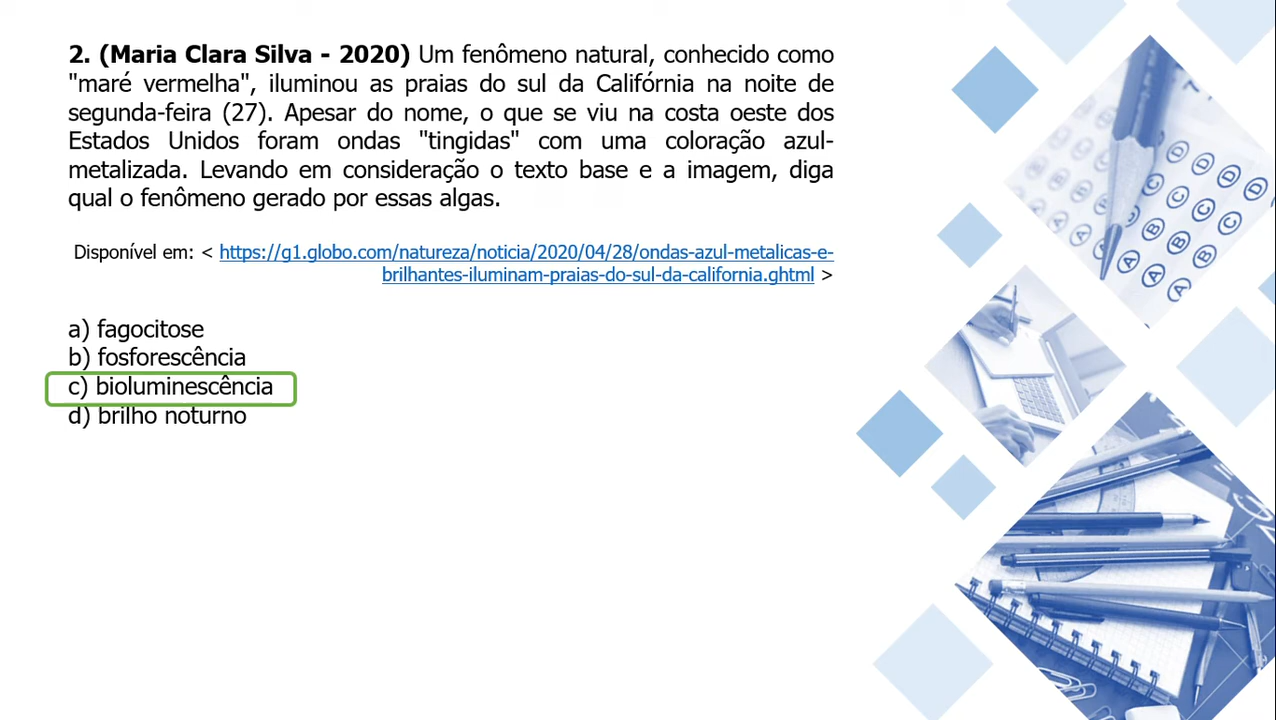 2. (Maria Clara Silva - 2020) Um fenômeno natural, conhecido como
"maré vermelha", iluminou as praias do sul da Califórnia na noite de
segunda-feira (27). Apesar do nome, o que se viu na costa oeste dos
Estados Unidos foram ondas "tingidas" com uma coloração azul-
metalizada. Levando em consideração o texto base e a imagem, diga
qual o fenômeno gerado por essas algas.
Disponível em: < https://g1.globo.com/natureza/noticia/2020/04/28/ondas-azul-metalicas-e-
brilhantes-iluminam-praias-do-sul-da-california.ghtml >
a) fagocitose
b) fosforescência
c) bioluminescência
d) brilho noturno